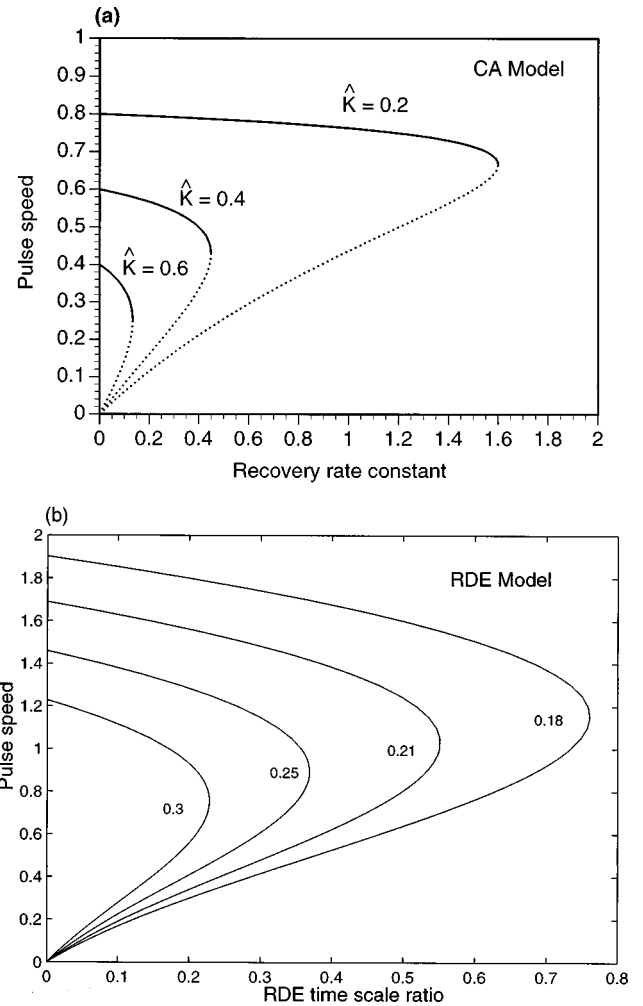 (a)
CA Model
K̂ = 0.2
K̂ = 0.4
K̂ = 0.6
Pulse speed
1
0.9
0.8
0.7
0.6
0.5
0.4
0.3
0.2
0.1
0
0 0.2 0.4 0.6 0.8 1 1.2 1.4 1.6 1.8 2
Recovery rate constant
(b)
RDE Model
Pulse speed
2
1.8
1.6
1.4
1.2
1
0.8
0.6
0.4
0.2
0
0.18
0.21
0.25
0.3
0 0.1 0.2 0.3 0.4 0.5 0.6 0.7 0.8
RDE time scale ratio